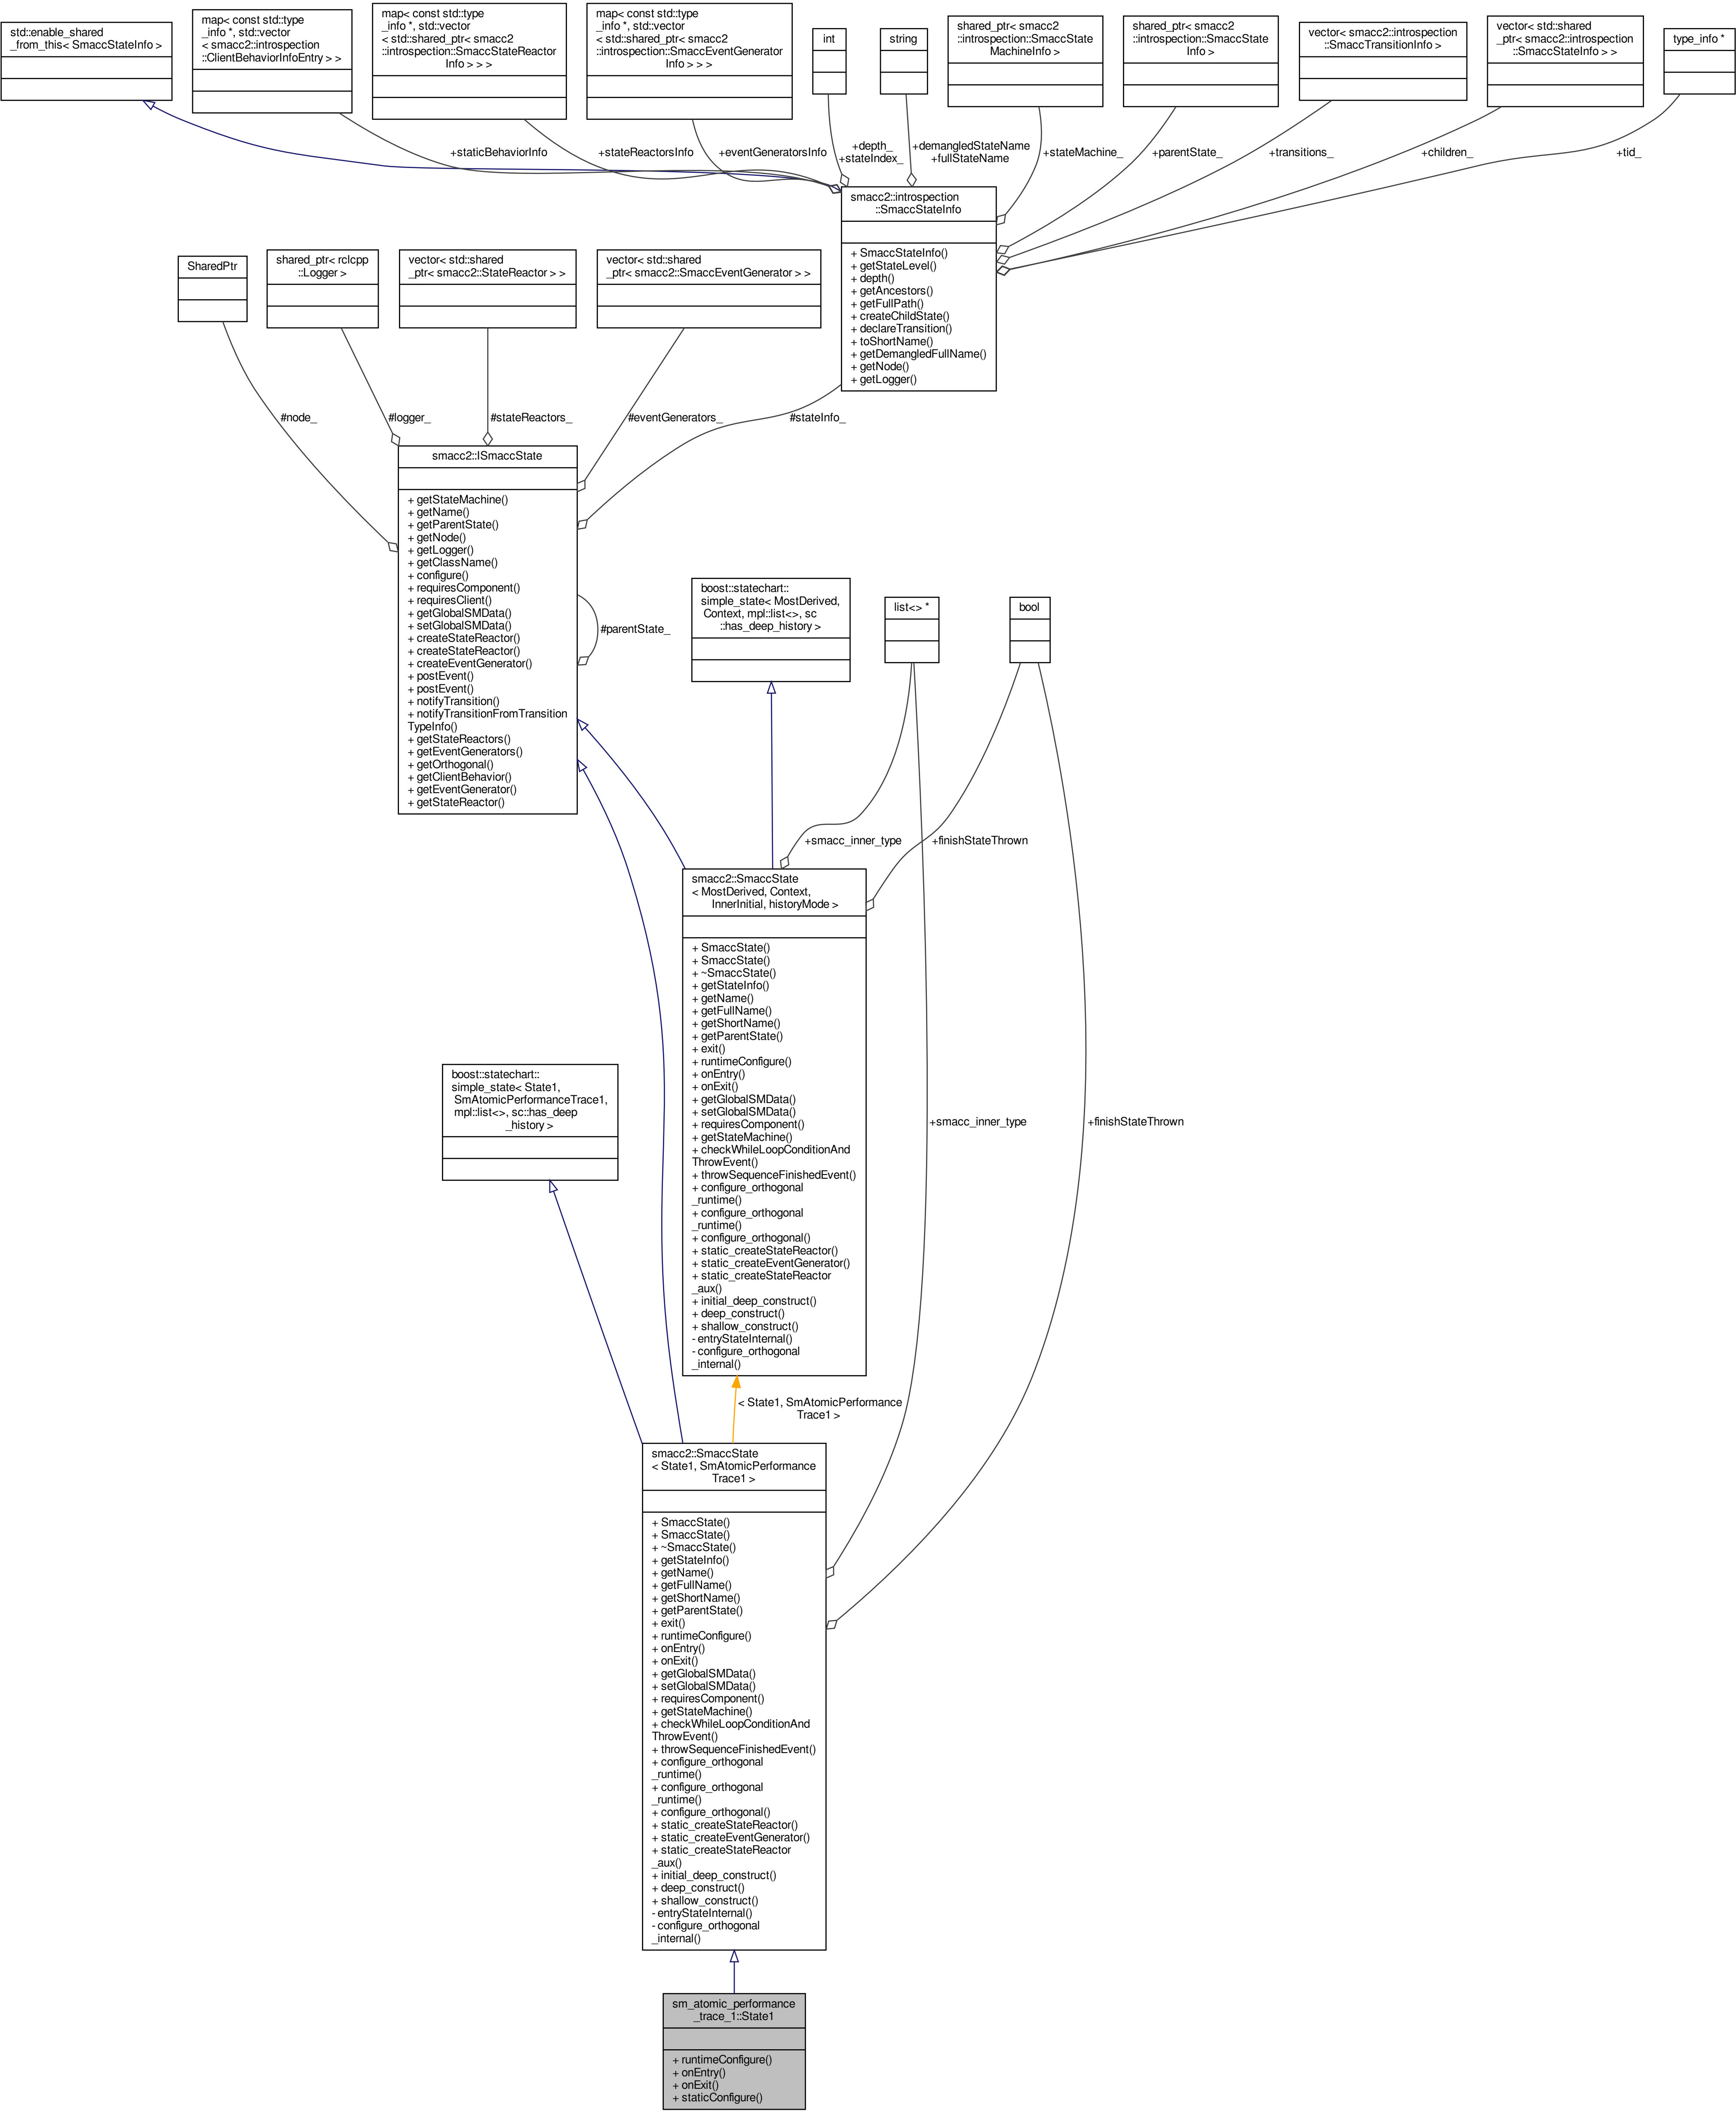 std::enable_shared
_from_this< SmaccStateInfo >
map< const std::type
_info *, std::vector
< smacc2::introspection
::ClientBehaviorInfoEntry > >
map< const std::type
_info *, std::vector
< std::shared_ptr< smacc2
::introspection::SmaccStateReactor
Info > > >
map< const std::type
_info *, std::vector
< std::shared_ptr< smacc2
::introspection::SmaccEventGenerator
Info > > >
int
string
shared_ptr< smacc2
::introspection::SmaccState
MachineInfo >
shared_ptr< smacc2
::introspection::SmaccState
Info >
vector< smacc2::introspection
::SmaccTransitionInfo >
vector< std::shared
_ptr< smacc2::introspection
::SmaccStateInfo > >
type_info *
+staticBehaviorInfo
+stateReactorsInfo
+eventGeneratorsInfo
+depth_
+stateIndex_
+demangledStateName
+fullStateName
+stateMachine_
+parentState_
+transitions_
+children_
+tid_
smacc2::introspection
::SmaccStateInfo
+ SmaccStateInfo()
+ getStateLevel()
+ depth()
+ getAncestors()
+ getFullPath()
+ createChildState()
+ declareTransition()
+ toShortName()
+ getDemangledFullName()
+ getNode()
+ getLogger()
SharedPtr
shared_ptr< rclcpp
::Logger >
vector< std::shared
_ptr< smacc2::StateReactor > >
vector< std::shared
_ptr< smacc2::SmaccEventGenerator > >
#node_
#logger_
#stateReactors_
#eventGenerators_
#stateInfo_
smacc2::ISmaccState
+ getStateMachine()
+ getName()
+ getParentState()
+ getNode()
+ getLogger()
+ getClassName()
+ configure()
+ requiresComponent()
+ requiresClient()
+ getGlobalSMData()
+ setGlobalSMData()
+ createStateReactor()
+ createStateReactor()
+ createEventGenerator()
+ postEvent()
+ postEvent()
+ notifyTransition()
+ notifyTransitionFromTransition
TypeInfo()
+ getStateReactors()
+ getEventGenerators()
+ getOrthogonal()
+ getClientBehavior()
+ getEventGenerator()
+ getStateReactor()
#parentState_
boost::statechart::
simple_state< MostDerived,
Context, mpl::list<>, sc
::has_deep_history >
list<> *
bool
+smacc_inner_type
+finishStateThrown
smacc2::SmaccState
< MostDerived, Context,
InnerInitial, historyMode >
+ SmaccState()
+ SmaccState()
+ ~SmaccState()
+ getStateInfo()
+ getName()
+ getFullName()
+ getShortName()
+ getParentState()
+ exit()
+ runtimeConfigure()
+ onEntry()
+ onExit()
+ getGlobalSMData()
+ setGlobalSMData()
+ requiresComponent()
+ getStateMachine()
+ checkWhileLoopConditionAnd
ThrowEvent()
+ throwSequenceFinishedEvent()
+ configure_orthogonal
_runtime()
+ configure_orthogonal
_runtime()
+ configure_orthogonal()
+ static_createStateReactor()
+ static_createEventGenerator()
+ static_createStateReactor
_aux()
+ initial_deep_construct()
+ deep_construct()
+ shallow_construct()
- entryStateInternal()
- configure_orthogonal
_internal()
boost::statechart::
simple_state< State1,
SmAtomicPerformanceTrace1,
mpl::list<>, sc::has_deep
_history >
+smacc_inner_type
+finishStateThrown
< State1, SmAtomicPerformance
Trace1 >
smacc2::SmaccState
< State1, SmAtomicPerformance
Trace1 >
+ SmaccState()
+ SmaccState()
+ ~SmaccState()
+ getStateInfo()
+ getName()
+ getFullName()
+ getShortName()
+ getParentState()
+ exit()
+ runtimeConfigure()
+ onEntry()
+ onExit()
+ getGlobalSMData()
+ setGlobalSMData()
+ requiresComponent()
+ getStateMachine()
+ checkWhileLoopConditionAnd
ThrowEvent()
+ throwSequenceFinishedEvent()
+ configure_orthogonal
_runtime()
+ configure_orthogonal
_runtime()
+ configure_orthogonal()
+ static_createStateReactor()
+ static_createEventGenerator()
+ static_createStateReactor
_aux()
+ initial_deep_construct()
+ deep_construct()
+ shallow_construct()
- entryStateInternal()
- configure_orthogonal
_internal()
sm_atomic_performance
_trace_1::State1
+ runtimeConfigure()
+ onEntry()
+ onExit()
+ staticConfigure()